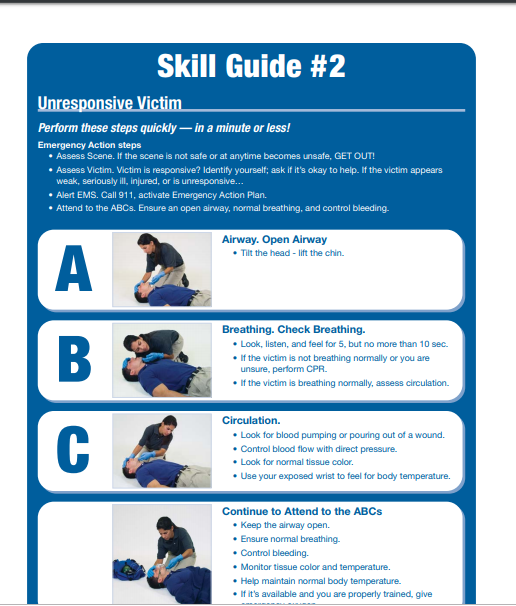 Skill Guide #2
Unresponsive Victim
Perform these steps quickly — in a minute or less!
Emergency Action steps
• Assess Scene. If the scene is not safe or at anytime becomes unsafe, GET OUT!
• Assess Victim. Victim is responsive? Identify yourself; ask if it's okay to help. If the victim appears
weak, seriously ill, injured, or is unresponsive…
• Alert EMS. Call 911, activate Emergency Action Plan.
• Attend to the ABCs. Ensure an open airway, normal breathing, and control bleeding.
A
Airway. Open Airway
• Tilt the head - lift the chin.
B
Breathing. Check Breathing.
• Look, listen, and feel for 5, but no more than 10 sec.
• If the victim is not breathing normally or you are
unsure, perform CPR.
• If the victim is breathing normally, assess circulation.
C
Circulation.
• Look for blood pumping or pouring out of a wound.
• Control blood flow with direct pressure.
• Look for normal tissue color.
• Use your exposed wrist to feel for body temperature.
Continue to Attend to the ABCs
• Keep the airway open.
• Ensure normal breathing.
• Control bleeding.
• Monitor tissue color and temperature.
• Help maintain normal body temperature.
• If it's available and you are properly trained, give